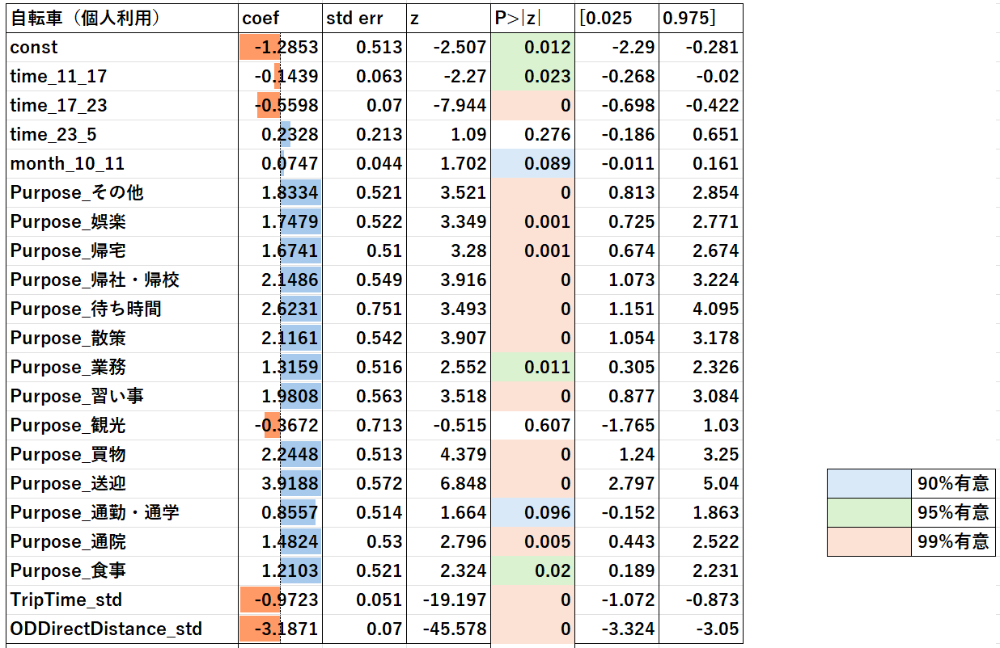 自転車（個人利用） coef std err z P>|z| [0.025 0.975]
const -1.2853 0.513 -2.507 0.012 -2.29 -0.281
time_11_17 -0.1439 0.063 -2.27 0.023 -0.268 -0.02
time_17_23 -0.5598 0.07 -7.944 0 -0.698 -0.422
time_23_5 0.2328 0.213 1.09 0.276 -0.186 0.651
month_10_11 0.0747 0.044 1.702 0.089 -0.011 0.161
Purpose_その他 1.8334 0.521 3.521 0 0.813 2.854
Purpose_娯楽 1.7479 0.522 3.349 0.001 0.725 2.771
Purpose_帰宅 1.6741 0.51 3.28 0.001 0.674 2.674
Purpose_帰社・帰校 2.1486 0.549 3.916 0 1.073 3.224
Purpose_待ち時間 2.6231 0.751 3.493 0 1.151 4.095
Purpose_散策 2.1161 0.542 3.907 0 1.054 3.178
Purpose_業務 1.3159 0.516 2.552 0.011 0.305 2.326
Purpose_習い事 1.9808 0.563 3.518 0 0.877 3.084
Purpose_観光 -0.3672 0.713 -0.515 0.607 -1.765 1.03
Purpose_買物 2.2448 0.513 4.379 0 1.24 3.25
Purpose_送迎 3.9188 0.572 6.848 0 2.797 5.04
Purpose_通勤・通学 0.8557 0.514 1.664 0.096 -0.152 1.863
Purpose_通院 1.4824 0.53 2.796 0.005 0.443 2.522
Purpose_食事 1.2103 0.521 2.324 0.02 0.189 2.231
TripTime_std -0.9723 0.051 -19.197 0 -1.072 -0.873
ODDirectDistance_std -3.1871 0.07 -45.578 0 -3.324 -3.05
90%有意
95%有意
99%有意